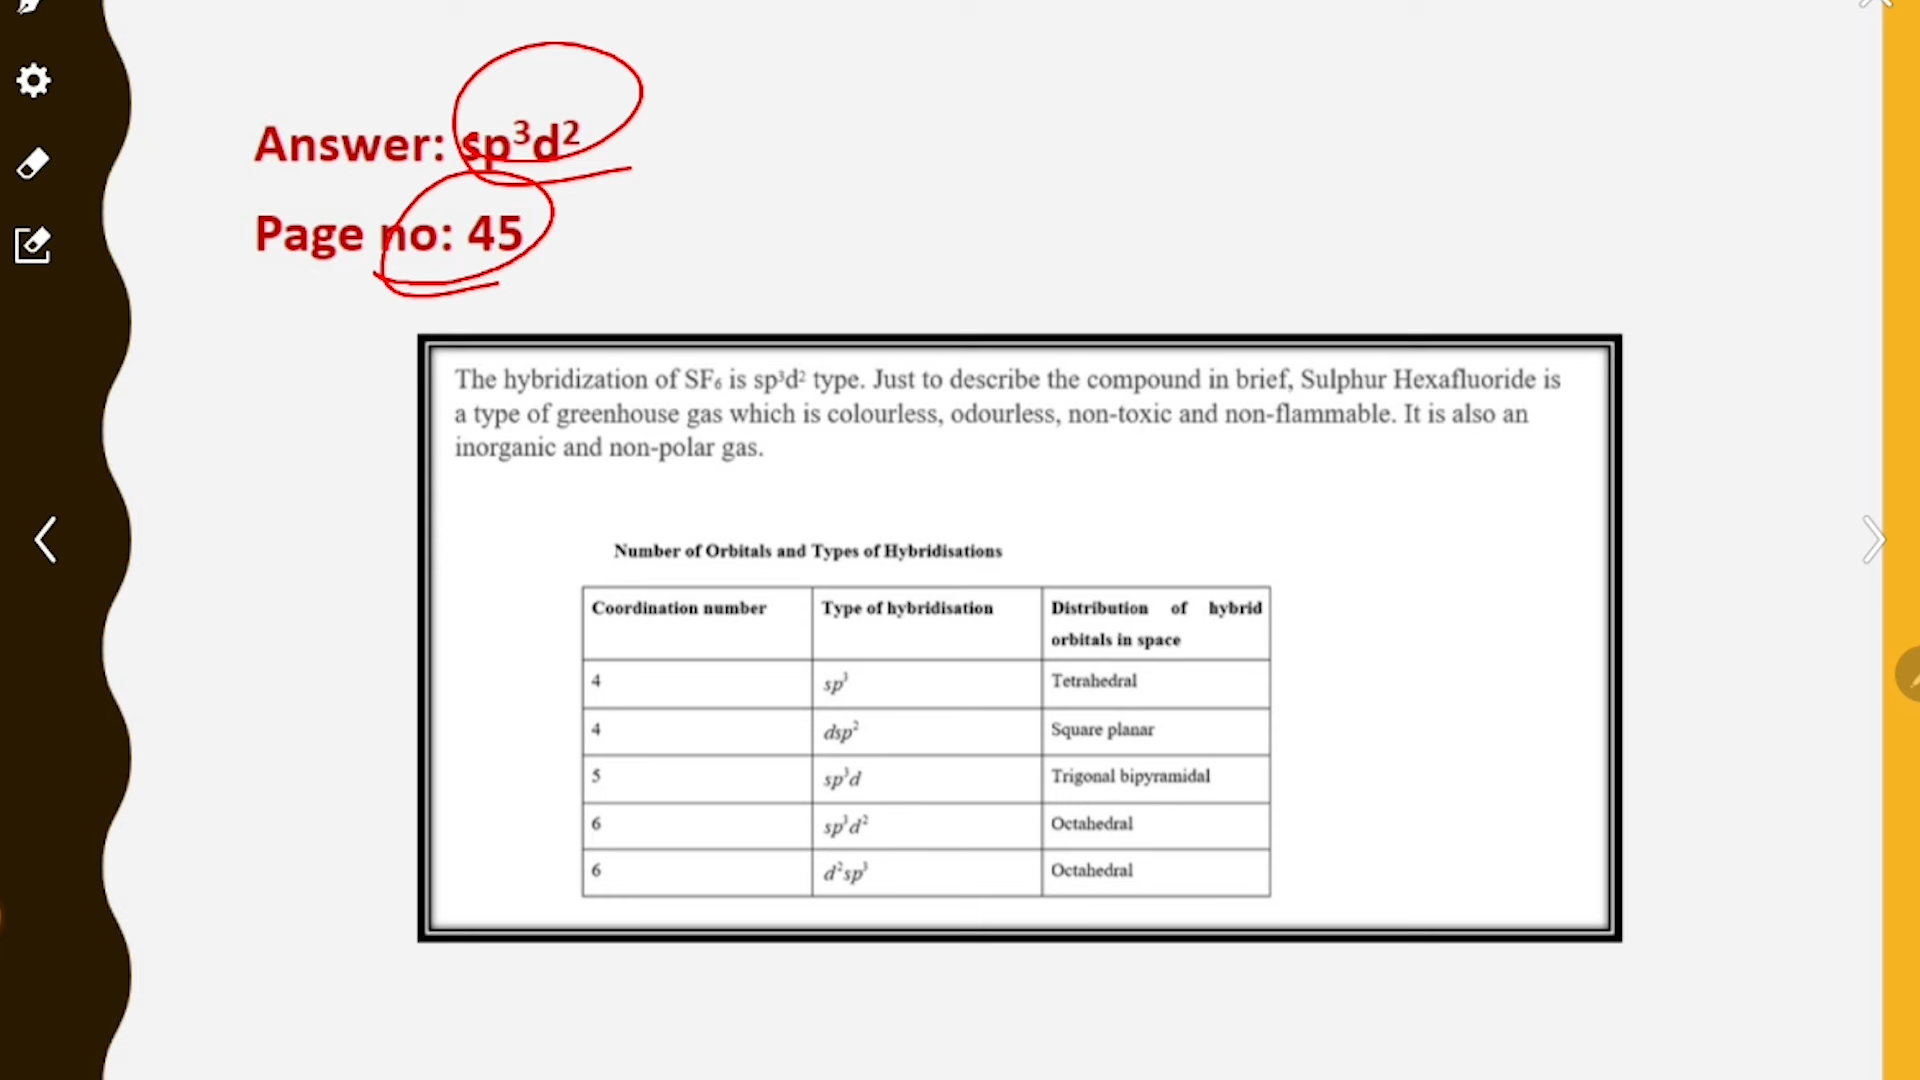 Answer: sp³d²
Page no: 45
The hybridization of SF₆ is sp³d² type. Just to describe the compound in brief, Sulphur Hexafluoride is
a type of greenhouse gas which is colourless, odourless, non-toxic and non-flammable. It is also an
inorganic and non-polar gas.
Number of Orbitals and Types of Hybridisations
Coordination number Type of hybridisation Distribution of hybrid
orbitals in space
4 sp³ Tetrahedral
4 dsp² Square planar
5 sp³d Trigonal bipyramidal
6 sp³d² Octahedral
6 d²sp³ Octahedral